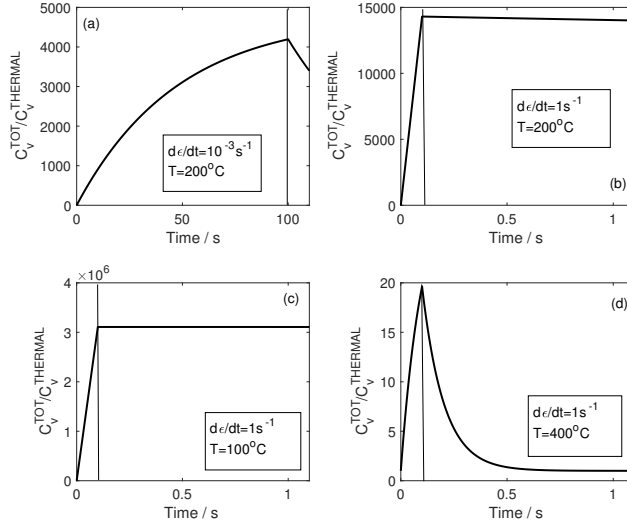 (a)
5000
4000
3000
2000
1000
0
C_v^TOT/C_v^THERMAL
dϵ/dt=10^-3 s^-1
T=200°C
0 50 100
Time / s
15000
10000
5000
0
C_v^TOT/C_v^THERMAL
dϵ/dt=1s^-1
T=200°C
(b)
0 0.5 1
Time / s
×10^6
(c)
4
3
2
1
0
C_v^TOT/C_v^THERMAL
dϵ/dt=1s^-1
T=100°C
0 0.5 1
Time / s
(d)
20
15
10
5
0
C_v^TOT/C_v^THERMAL
dϵ/dt=1s^-1
T=400°C
0 0.5 1
Time / s